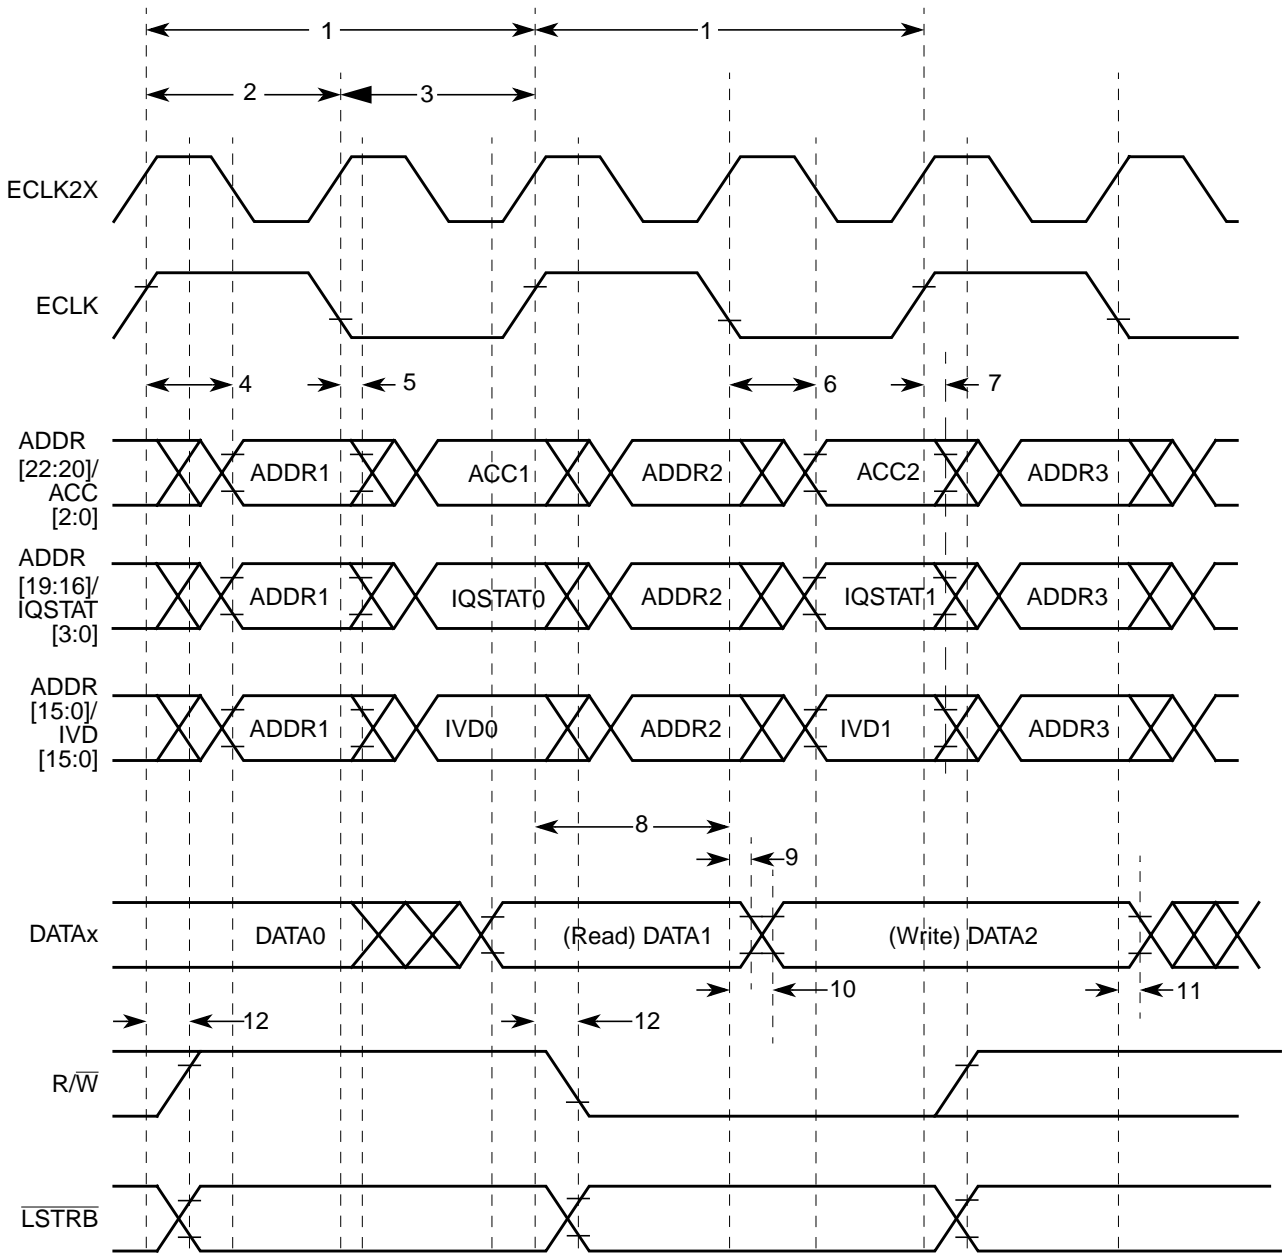 1 1
2 3
ECLK2X
ECLK
4 5 6 7
ADDR
[22:20]/
ACC
[2:0]
ADDR1 ACC1 ADDR2 ACC2 ADDR3
ADDR
[19:16]/
IQSTAT
[3:0]
ADDR1 IQSTAT0 ADDR2 IQSTAT1 ADDR3
ADDR
[15:0]/
IVD
[15:0]
ADDR1 IVD0 ADDR2 IVD1 ADDR3
8
9
DATAx DATA0 (Read) DATA1 (Write) DATA2
10 11
12 12
R/W̅
L̅S̅T̅R̅B̅